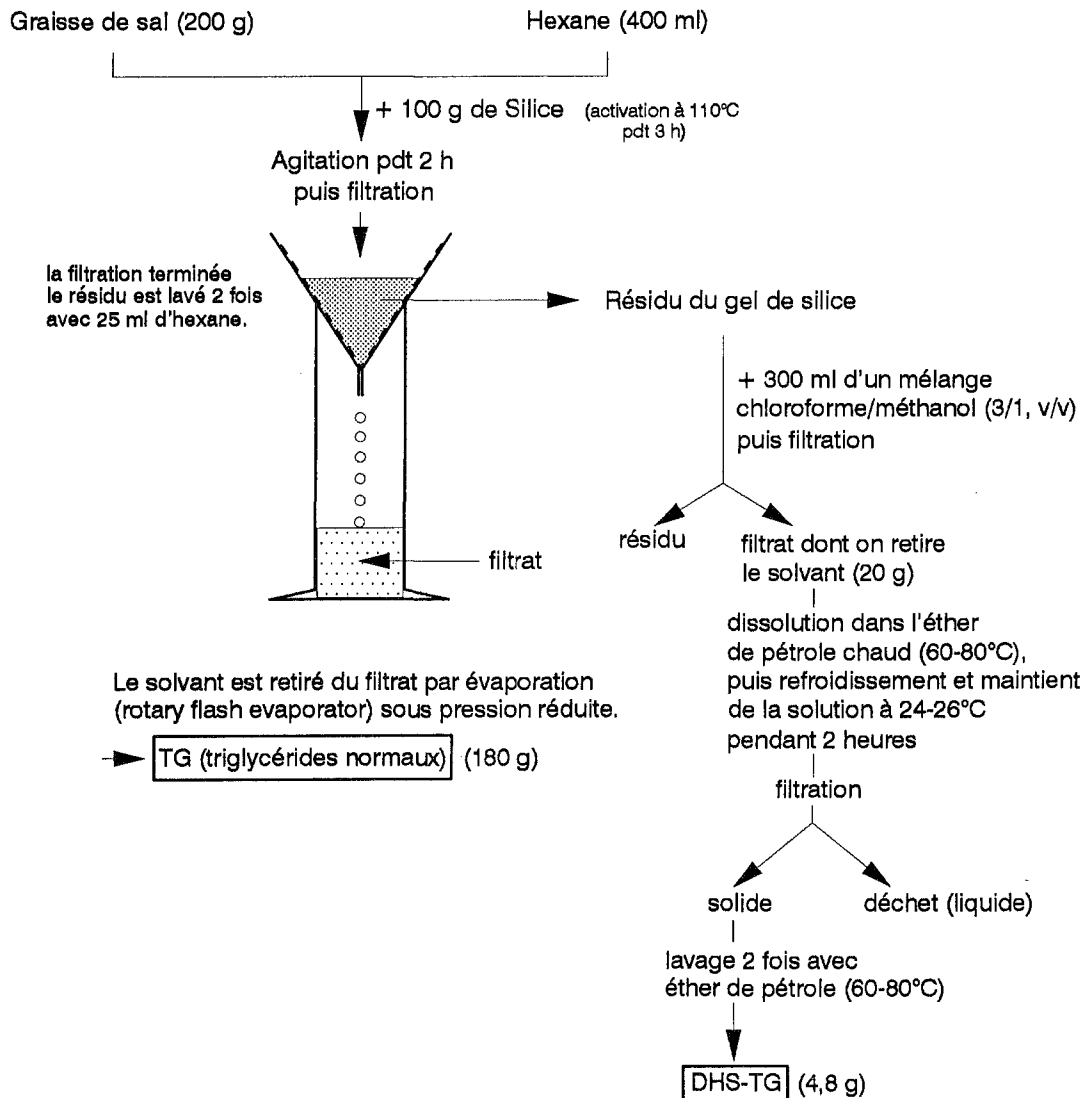 Graisse de sal (200 g)
Hexane (400 ml)
+ 100 g de Silice (activation à 110°C
pdt 3 h)
Agitation pdt 2 h
puis filtration
la filtration terminée
le résidu est lavé 2 fois
avec 25 ml d'hexane.
Résidu du gel de silice
+ 300 ml d'un mélange
chloroforme/méthanol (3/1, v/v)
puis filtration
résidu
filtrat dont on retire
le solvant (20 g)
filtrat
dissolution dans l'éther
de pétrole chaud (60-80°C),
puis refroidissement et maintient
de la solution à 24-26°C
pendant 2 heures
Le solvant est retiré du filtrat par évaporation
(rotary flash evaporator) sous pression réduite.
TG (triglycérides normaux) (180 g)
filtration
solide
déchet (liquide)
lavage 2 fois avec
éther de pétrole (60-80°C)
DHS-TG (4,8 g)